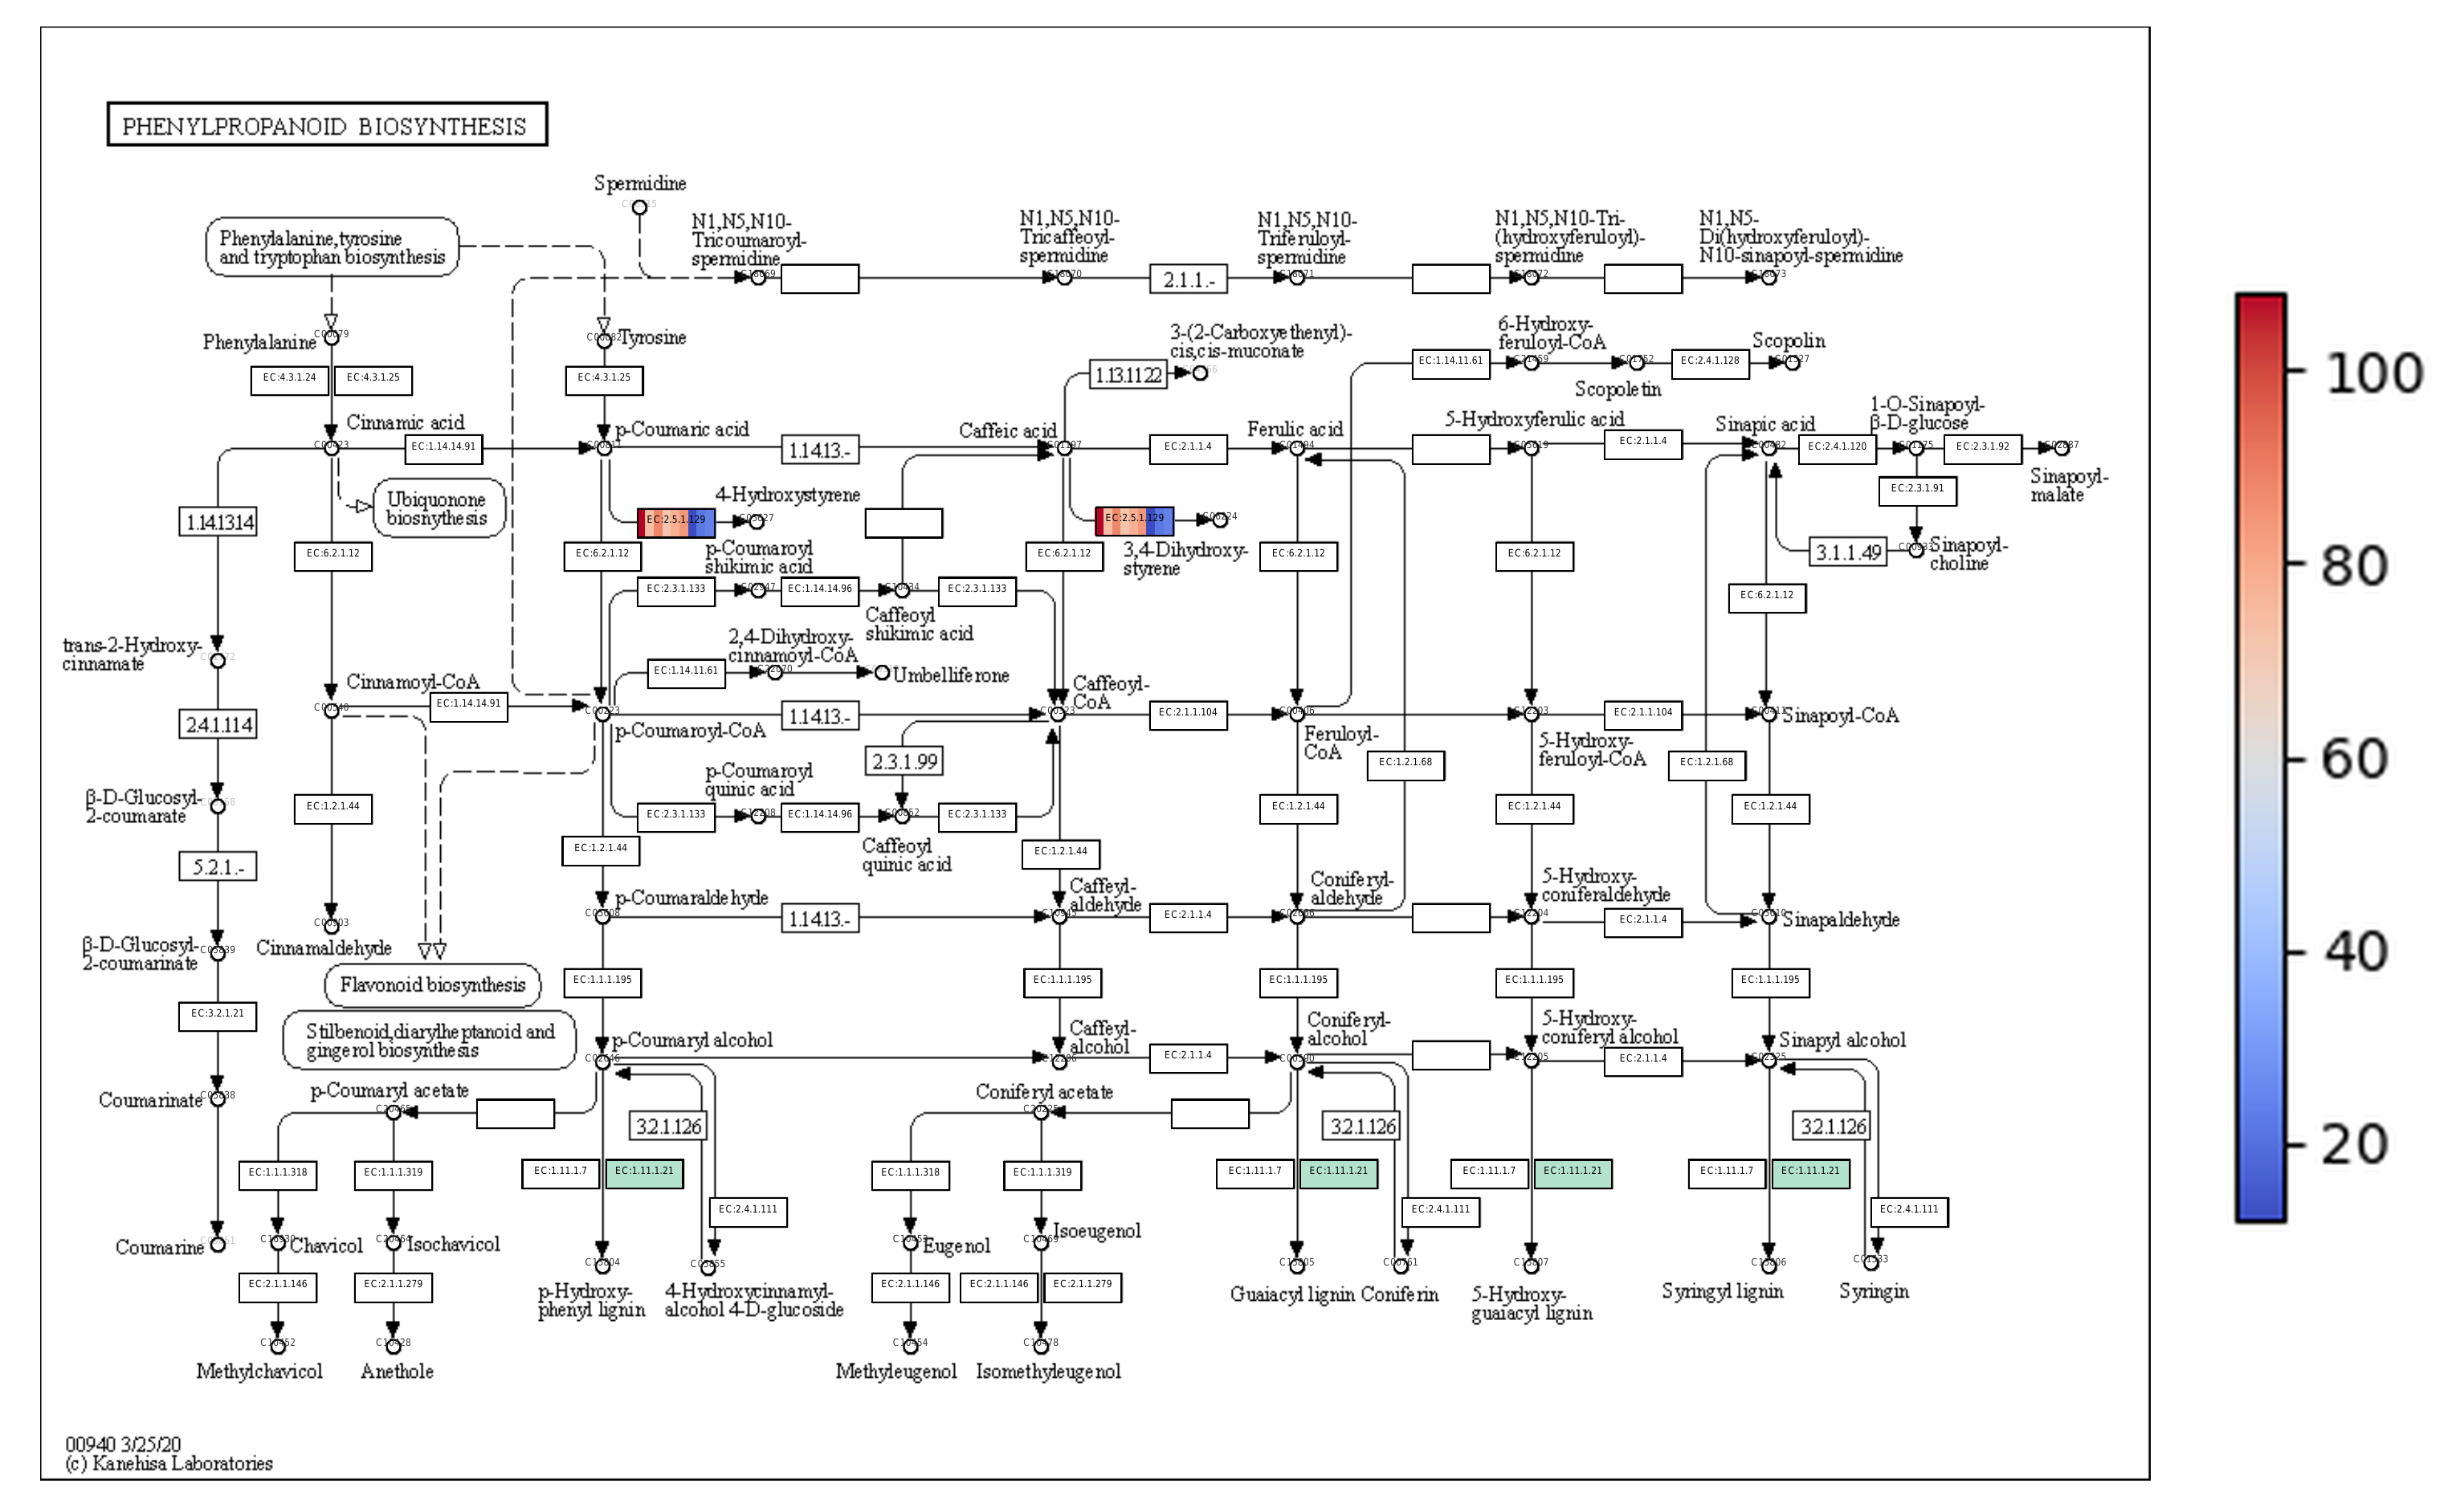 PHENYLPROPANOID BIOSYNTHESIS
Spermidine
N1,N5,N10-
Tricoumaroyl-
spermidine
N1,N5,N10-
Tricaffeoyl-
spermidine
N1,N5,N10-
Triferuloyl-
spermidine
N1,N5,N10-Tri-
(hydroxyferuloyl)-
spermidine
N1,N5-
Di(hydroxyferuloyl)-
N10-sinapoyl-spermidine
Phenylalanine,tyrosine
and tryptophan biosynthesis
2.1.1.-
100
Phenylalanine
Tyrosine
3-(2-Carboxyethenyl)-
cis,cis-muconate
6-Hydroxy-
feruloyl-CoA
Scopolin
EC:4.3.1.24
EC:4.3.1.25
EC:4.3.1.25
1.13.1122
EC:1.14.11.61
EC:2.4.1.128
Scopoletin
Cinnamic acid
p-Coumaric acid
Caffeic acid
Ferulic acid
5-Hydroxyferulic acid
Sinapic acid
1-O-Sinapoyl-
β-D-glucose
EC:1.14.14.91
1.14.13.-
EC:2.1.1.4
EC:2.1.1.4
EC:2.4.1.120
EC:2.3.1.92
Sinapoyl-
malate
Ubiquonone
biosnythesis
4-Hydroxystyrene
EC:2.3.1.91
1.14.1314
EC:2.5.1.129
EC:2.5.1.129
3,4-Dihydroxy-
styrene
3.1.1.49
Sinapoyl-
choline
80
EC:6.2.1.12
EC:6.2.1.12
p-Coumaroyl
shikimic acid
EC:6.2.1.12
EC:6.2.1.12
EC:6.2.1.12
EC:6.2.1.12
EC:2.3.1.133
EC:1.14.14.96
EC:2.3.1.133
Caffeoyl
shikimic acid
trans-2-Hydroxy-
cinnamate
2,4-Dihydroxy-
cinnamoyl-CoA
EC:1.14.11.61
Umbelliferone
Cinnamoyl-CoA
EC:1.14.14.91
Caffeoyl-
CoA
2.4.1.114
p-Coumaroyl-CoA
1.14.13.-
EC:2.1.1.104
Feruloyl-
CoA
EC:2.1.1.104
Sinapoyl-CoA
5-Hydroxy-
feruloyl-CoA
60
2.3.1.99
EC:1.2.1.68
EC:1.2.1.68
β-D-Glucosyl-
2-coumarate
EC:1.2.1.44
p-Coumaroyl
quinic acid
EC:2.3.1.133
EC:1.14.14.96
EC:2.3.1.133
EC:1.2.1.44
EC:1.2.1.44
EC:1.2.1.44
EC:1.2.1.44
Caffeoyl
quinic acid
EC:1.2.1.44
5.2.1.-
p-Coumaraldehyde
1.14.13.-
Caffeyl-
aldehyde
EC:2.1.1.4
Coniferyl-
aldehyde
5-Hydroxy-
coniferaldehyde
EC:2.1.1.4
Sinapaldehyde
β-D-Glucosyl-
2-coumarinate
Cinnamaldehyde
40
Flavonoid biosynthesis
EC:1.1.1.195
EC:1.1.1.195
EC:1.1.1.195
EC:1.1.1.195
EC:1.1.1.195
EC:3.2.1.21
Stilbenoid,diarylheptanoid and
gingerol biosynthesis
p-Coumaryl alcohol
Caffeyl-
alcohol
EC:2.1.1.4
Coniferyl-
alcohol
5-Hydroxy-
coniferyl alcohol
EC:2.1.1.4
Sinapyl alcohol
Coumarinate
p-Coumaryl acetate
Coniferyl acetate
3.2.1.126
3.2.1.126
3.2.1.126
20
EC:1.1.1.318
EC:1.1.1.319
EC:1.11.1.7
EC:1.11.1.21
EC:1.1.1.318
EC:1.1.1.319
EC:1.11.1.7
EC:1.11.1.21
EC:1.11.1.7
EC:1.11.1.21
EC:1.11.1.7
EC:1.11.1.21
EC:2.4.1.111
EC:2.4.1.111
EC:2.4.1.111
Coumarine
Chavicol
Isochavicol
Eugenol
Isoeugenol
EC:2.1.1.146
EC:2.1.1.279
p-Hydroxy-
phenyl lignin
4-Hydroxycinnamyl-
alcohol 4-D-glucoside
EC:2.1.1.146
EC:2.1.1.146
EC:2.1.1.279
Guaiacyl lignin
Coniferin
5-Hydroxy-
guaiacyl lignin
Syringyl lignin
Syringin
Methylchavicol
Anethole
Methyleugenol
Isomethyleugenol
00940 3/25/20
(c) Kanehisa Laboratories